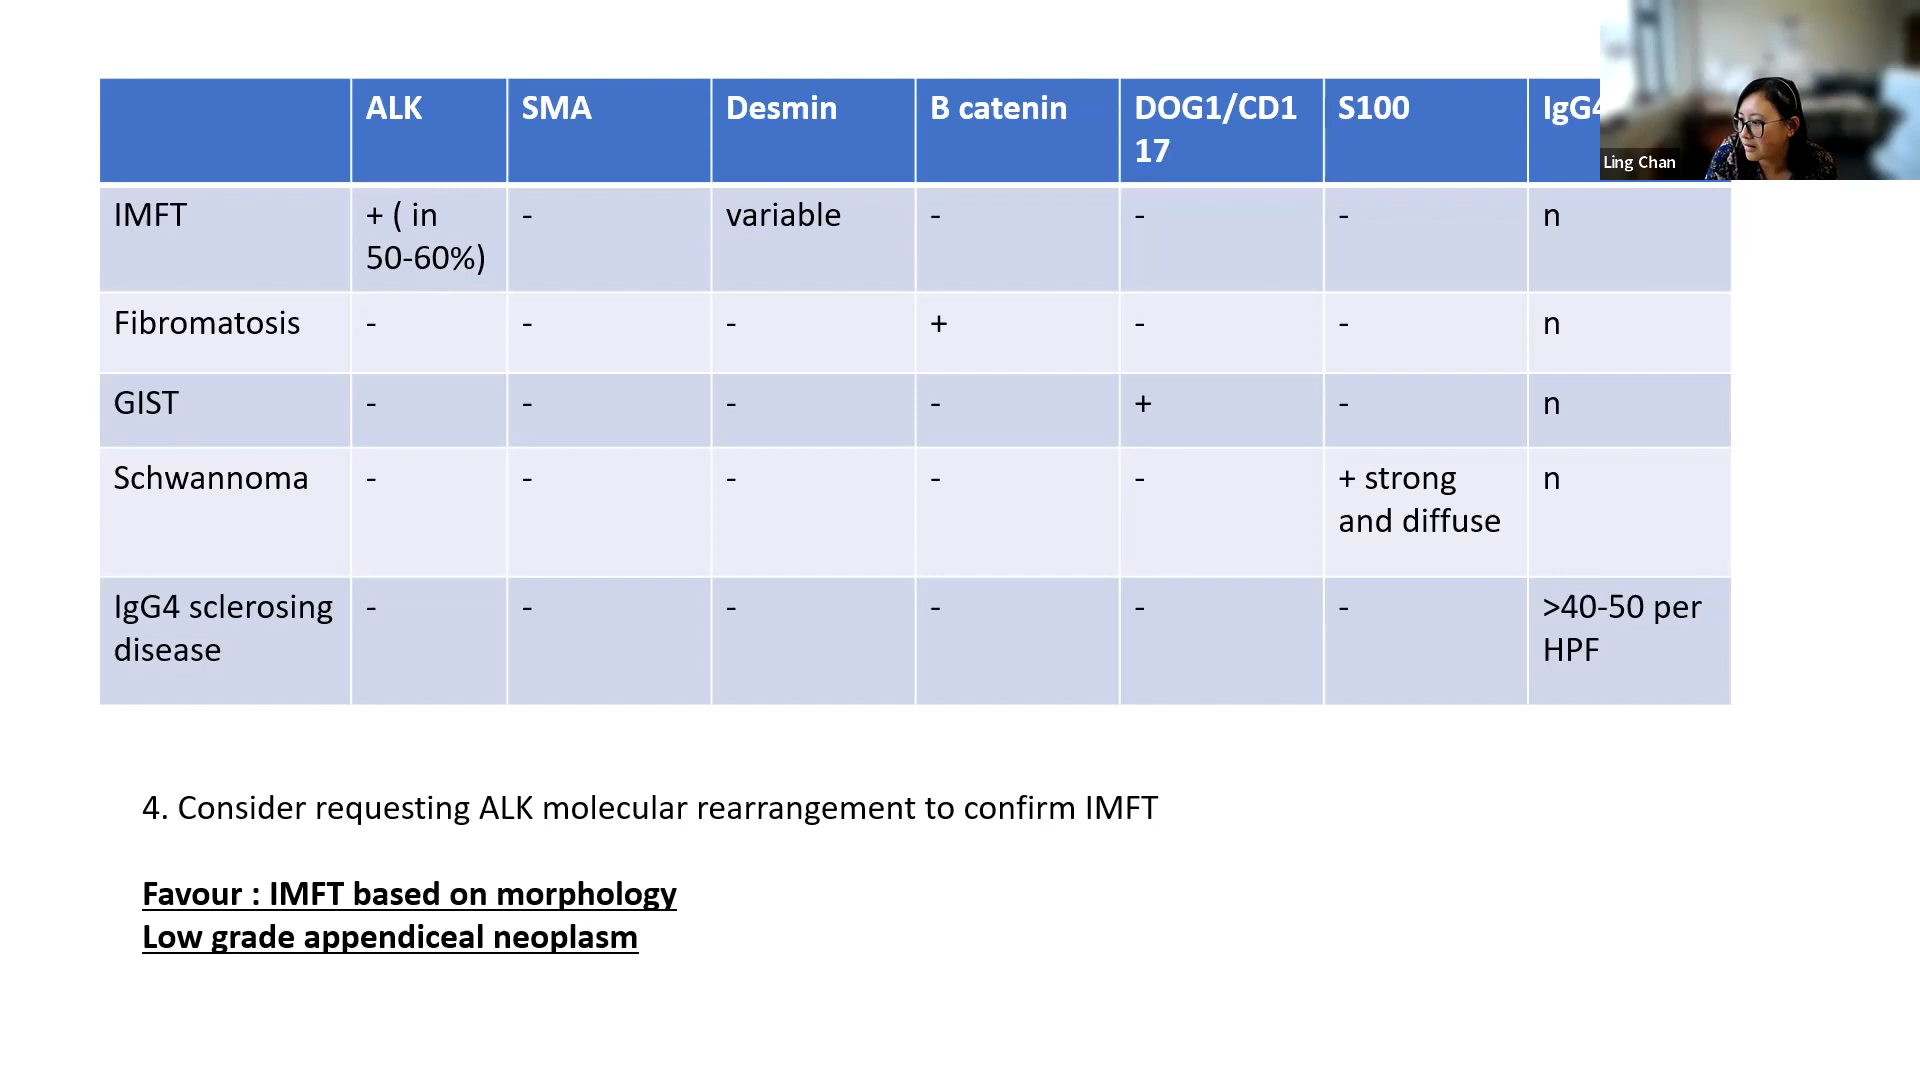 ALK SMA Desmin B catenin DOG1/CD1 S100 IgG4
17
Ling Chan
IMFT + ( in - variable - - - n
50-60%)
Fibromatosis - - - + - - n
GIST - - - - + - n
Schwannoma - - - - - + strong n
and diffuse
IgG4 sclerosing - - - - - - >40-50 per
disease HPF
4. Consider requesting ALK molecular rearrangement to confirm IMFT
Favour : IMFT based on morphology
Low grade appendiceal neoplasm